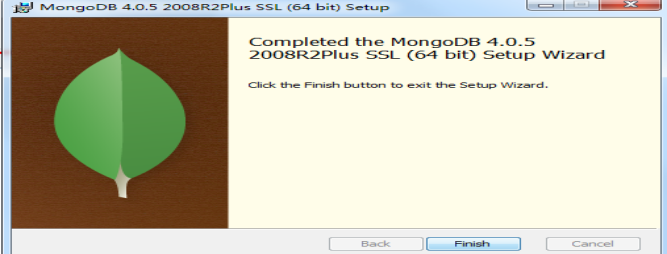 MongoDB 4.0.5 2008R2Plus SSL (64 bit) Setup
Completed the MongoDB 4.0.5
2008R2Plus SSL (64 bit) Setup Wizard
Click the Finish button to exit the Setup Wizard.
Back Finish Cancel